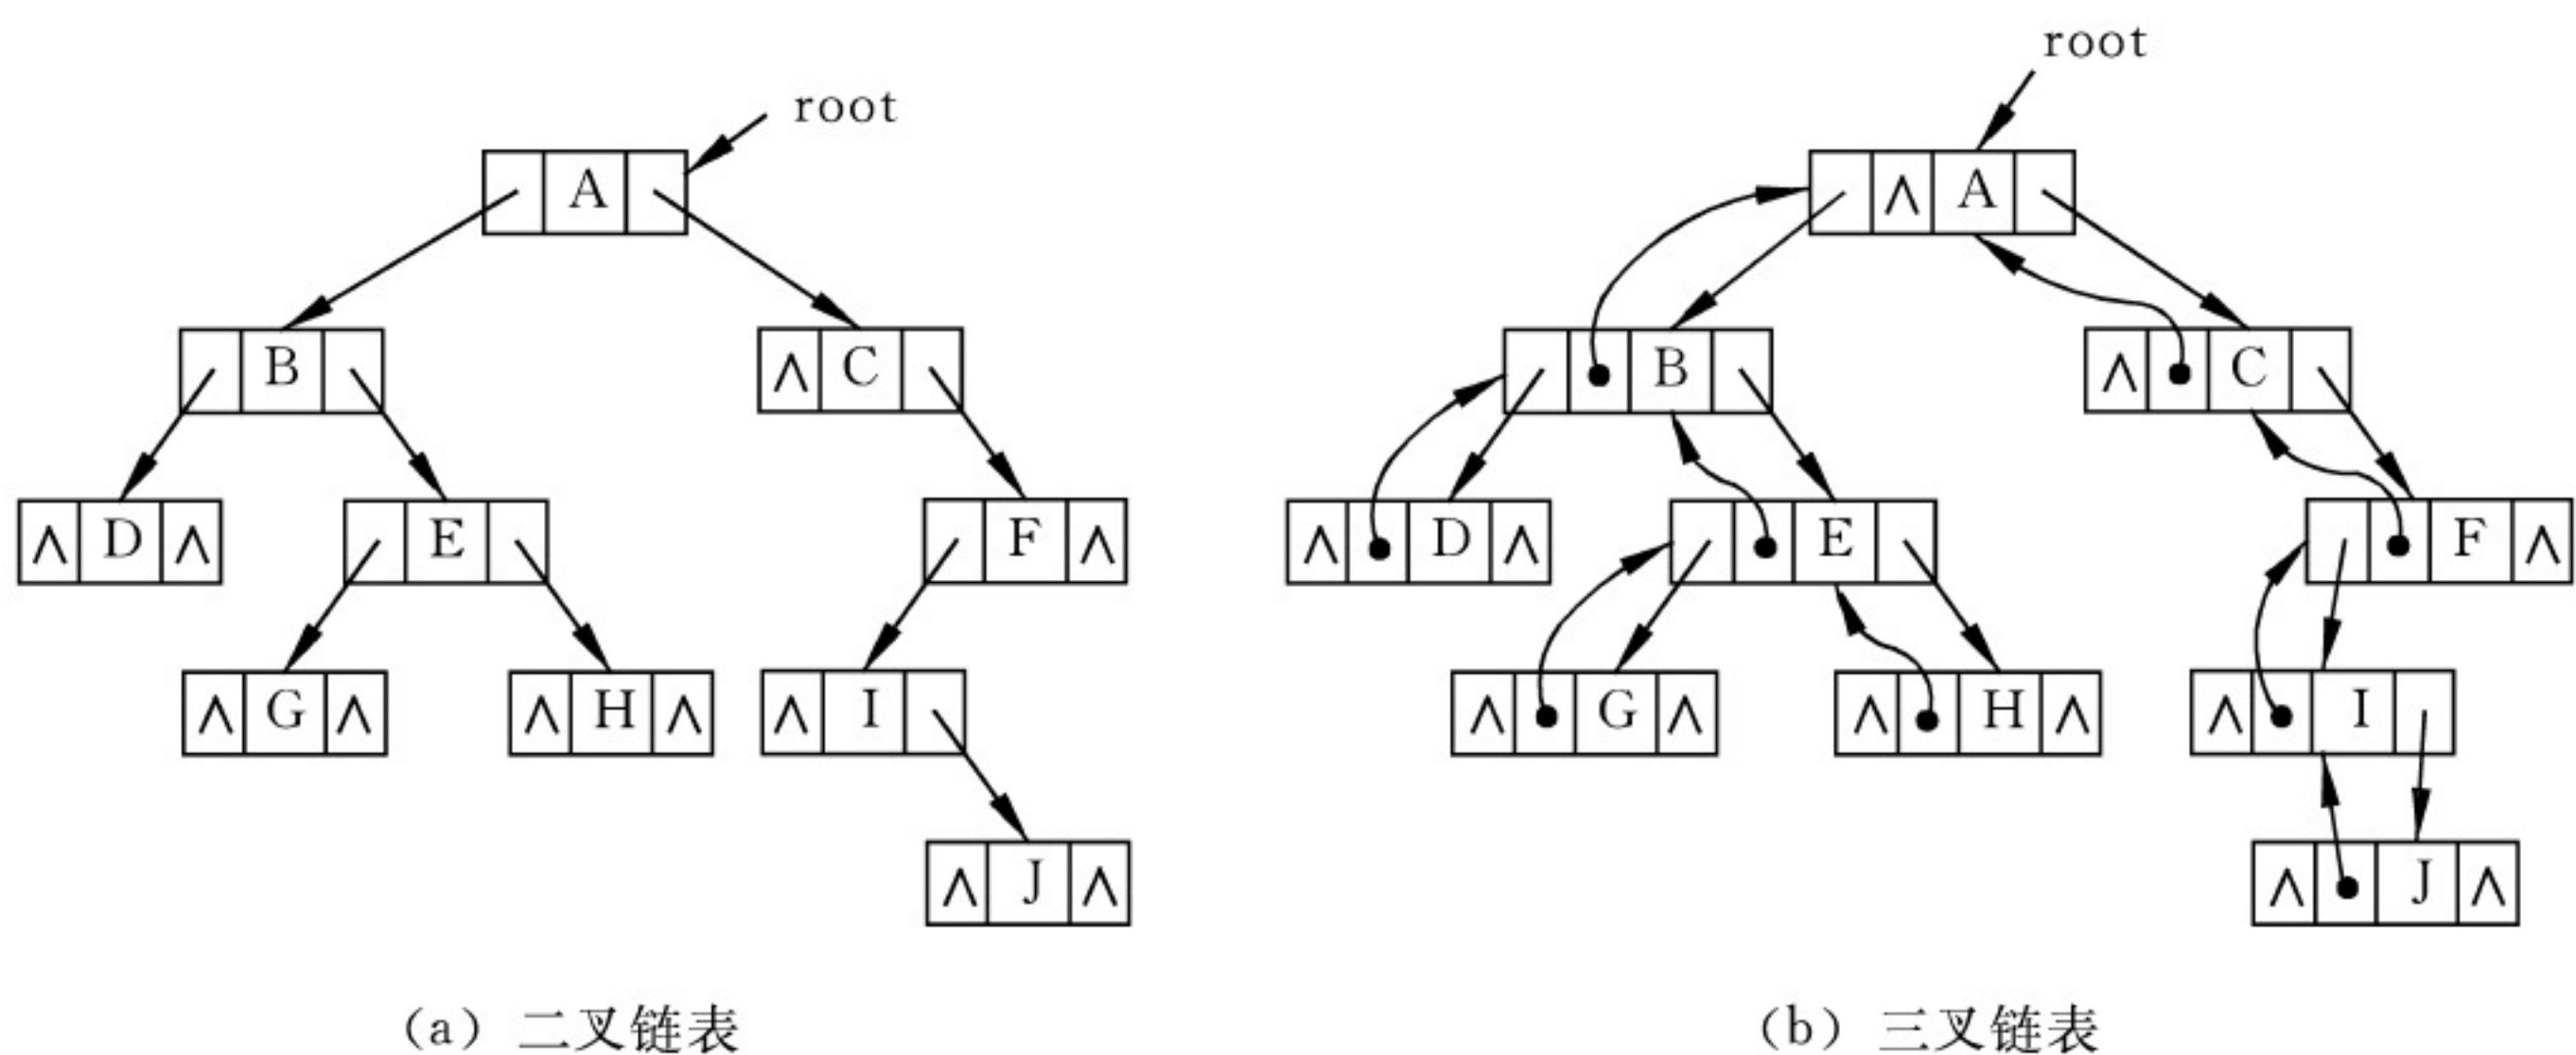 root
A
B
∧ C
∧ D ∧
E
F ∧
∧ G ∧
∧ H ∧
∧ I
∧ J ∧
(a) 二叉链表
root
∧ A
B
∧ C
∧ D ∧
E
F ∧
∧ G ∧
∧ H ∧
∧ I
∧ J ∧
(b) 三叉链表